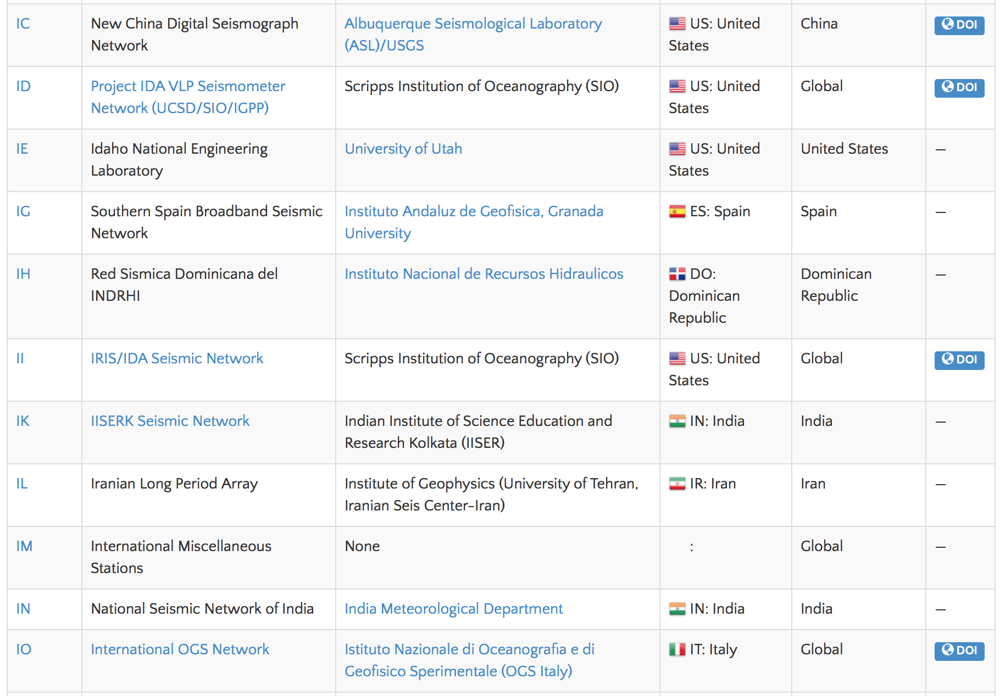 IC
New China Digital Seismograph
Network
Albuquerque Seismological Laboratory
(ASL)/USGS
US: United
States
China
DOI
ID
Project IDA VLP Seismometer
Network (UCSD/SIO/IGPP)
Scripps Institution of Oceanography (SIO)
US: United
States
Global
DOI
IE
Idaho National Engineering
Laboratory
University of Utah
US: United
States
United States
—
IG
Southern Spain Broadband Seismic
Network
Instituto Andaluz de Geofisica, Granada
University
ES: Spain
Spain
—
IH
Red Sismica Dominicana del
INDRHI
Instituto Nacional de Recursos Hidraulicos
DO:
Dominican
Republic
Dominican
Republic
—
II
IRIS/IDA Seismic Network
Scripps Institution of Oceanography (SIO)
US: United
States
Global
DOI
IK
IISERK Seismic Network
Indian Institute of Science Education and
Research Kolkata (IISER)
IN: India
India
—
IL
Iranian Long Period Array
Institute of Geophysics (University of Tehran,
Iranian Seis Center-Iran)
IR: Iran
Iran
—
IM
International Miscellaneous
Stations
None
:
Global
—
IN
National Seismic Network of India
India Meteorological Department
IN: India
India
—
IO
International OGS Network
Istituto Nazionale di Oceanografia e di
Geofisico Sperimentale (OGS Italy)
IT: Italy
Global
DOI